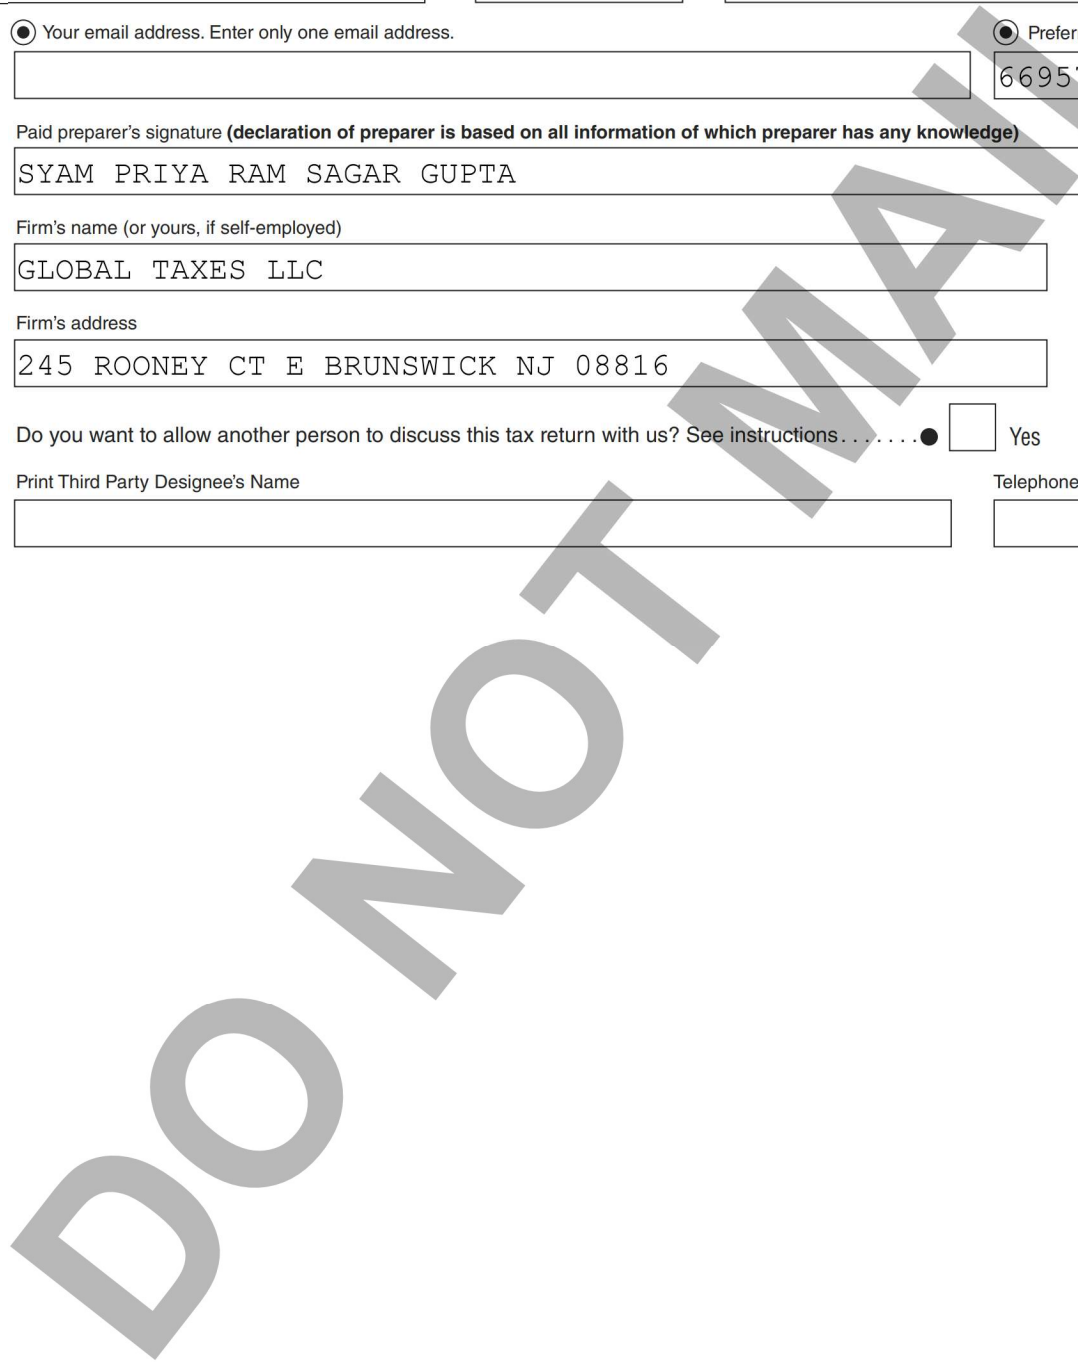 Your email address. Enter only one email address.
Prefer
6695
Paid preparer's signature (declaration of preparer is based on all information of which preparer has any knowledge)
SYAM PRIYA RAM SAGAR GUPTA
Firm's name (or yours, if self-employed)
GLOBAL TAXES LLC
Firm's address
245 ROONEY CT E BRUNSWICK NJ 08816
Do you want to allow another person to discuss this tax return with us? See instructions.......● Yes
Print Third Party Designee's Name
Telephone
DO NOT MAIL